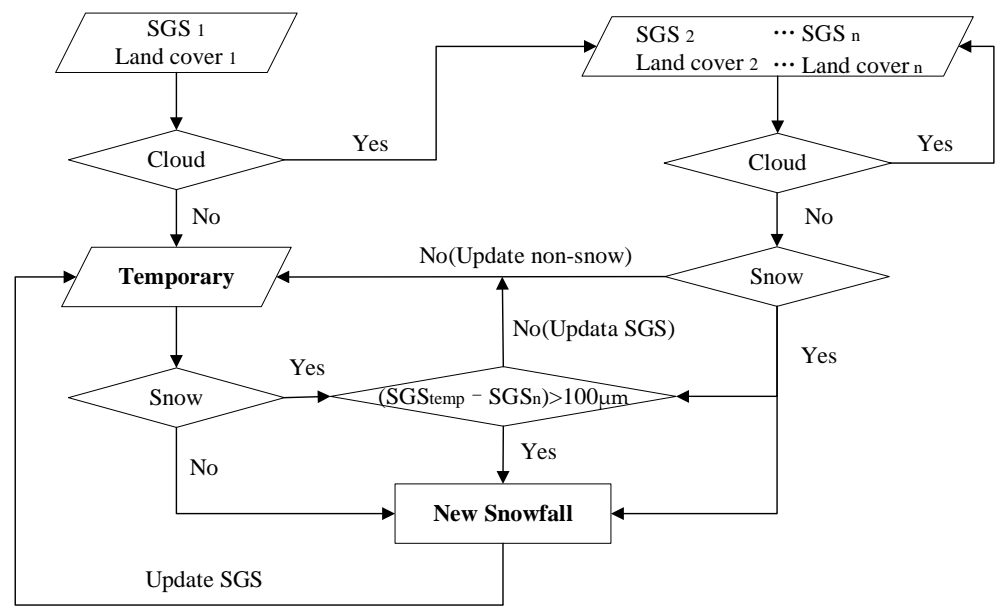 SGS 1
Land cover 1
SGS 2 ··· SGS n
Land cover 2 ··· Land cover n
Cloud
Yes
Cloud
Yes
No
No
Temporary
No(Update non-snow)
Snow
No(Updata SGS)
Yes
Yes
Snow
(SGStemp - SGSn)>100μm
No
Yes
New Snowfall
Update SGS